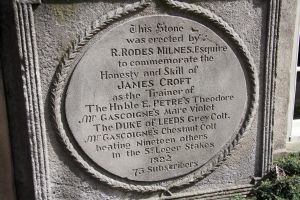 This Stone
was erected by
R. RODES MILNES, Esquire
to commemorate the
Honesty and Skill of
JAMES CROFT
as the Trainer of
The Hnble E. PETRE'S Theodore
Mr GASCOIGNE'S Mare Violet
The DUKE of LEEDS Grey Colt.
Mr GASCOIGNE'S Chestnut Colt
beating Nineteen others
In the St Leger Stakes
1822
73 Subscribers